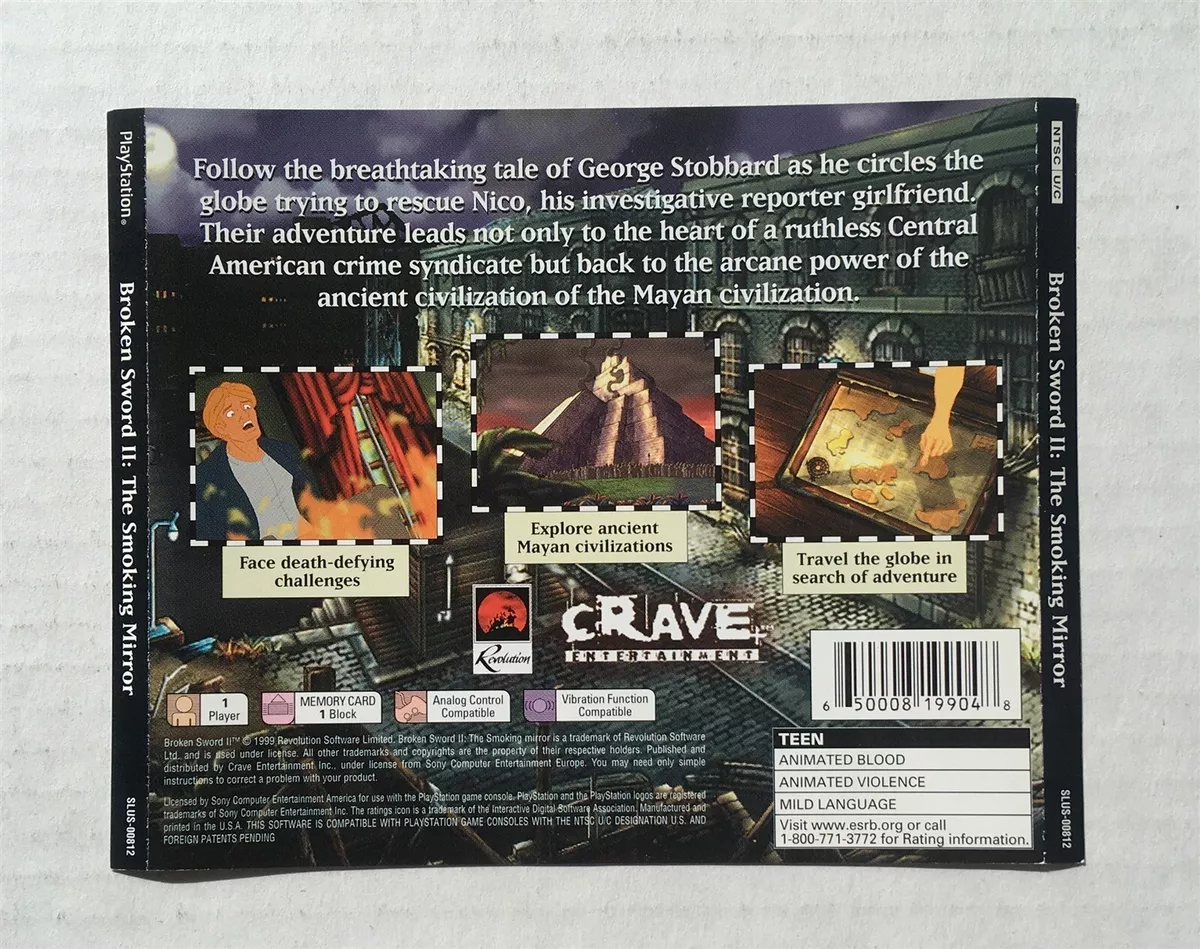 PlayStation®
Broken Sword II: The Smoking Mirror
SLUS-00812
Follow the breathtaking tale of George Stobbard as he circles the
globe trying to rescue Nico, his investigative reporter girlfriend.
Their adventure leads not only to the heart of a ruthless Central
American crime syndicate but back to the arcane power of the
ancient civilization of the Mayan civilization.
Face death-defying
challenges
Explore ancient
Mayan civilizations
Travel the globe in
search of adventure
Revolution
CRAVE
ENTERTAINMENT
6 50008 19904 8
1
Player
MEMORY CARD
1 Block
Analog Control
Compatible
Vibration Function
Compatible
Broken Sword II™ © 1999 Revolution Software Limited. Broken Sword II: The Smoking mirror is a trademark of Revolution Software
Ltd. and is used under license. All other trademarks and copyrights are the property of their respective holders. Published and
distributed by Crave Entertainment Inc., under license from Sony Computer Entertainment Europe. You may need only simple
instructions to correct a problem with your product.
Licensed by Sony Computer Entertainment America for use with the PlayStation game console. PlayStation and the PlayStation logos are registered
trademarks of Sony Computer Entertainment Inc. The ratings icon is a trademark of the Interactive Digital Software Association. Manufactured and
printed in the U.S.A. THIS SOFTWARE IS COMPATIBLE WITH PLAYSTATION GAME CONSOLES WITH THE NTSC U/C DESIGNATION U.S. AND
FOREIGN PATENTS PENDING
TEEN
ANIMATED BLOOD
ANIMATED VIOLENCE
MILD LANGUAGE
Visit www.esrb.org or call
1-800-771-3772 for Rating information.
NTSC U/C
Broken Sword II: The Smoking Mirror
SLUS-00812